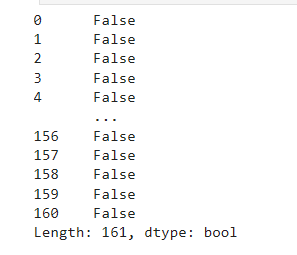 0      False
1      False
2      False
3      False
4      False
       ...
156    False
157    False
158    False
159    False
160    False
Length: 161, dtype: bool